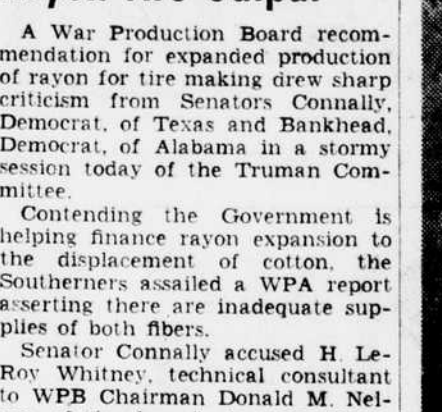 A War Production Board recom-
mendation for expanded production
of rayon for tire making drew sharp
criticism from Senators Connally,
Democrat, of Texas and Bankhead,
Democrat, of Alabama in a stormy
session today of the Truman Com-
mittee.
Contending the Government is
helping finance rayon expansion to
the displacement of cotton, the
Southerners assailed a WPA report
asserting there are inadequate sup-
plies of both fibers.
Senator Connally accused H. Le-
Roy Whitney, technical consultant
to WPB Chairman Donald M. Nel-